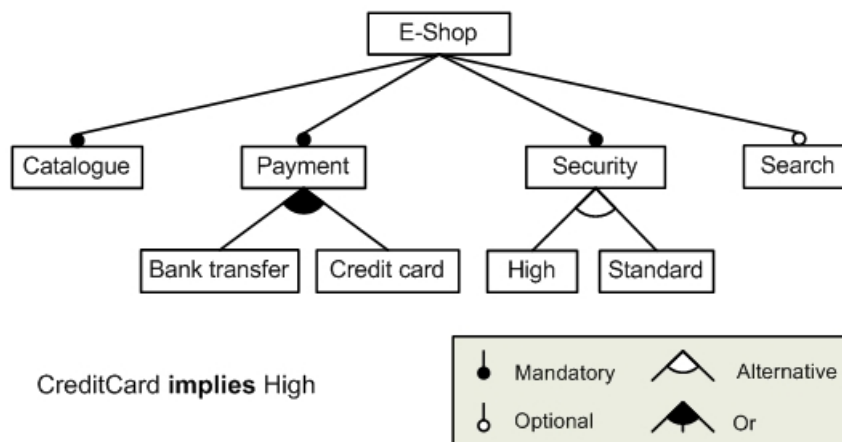 E-Shop
Catalogue
Payment
Security
Search
Bank transfer
Credit card
High
Standard
CreditCard implies High
Mandatory
Alternative
Optional
Or